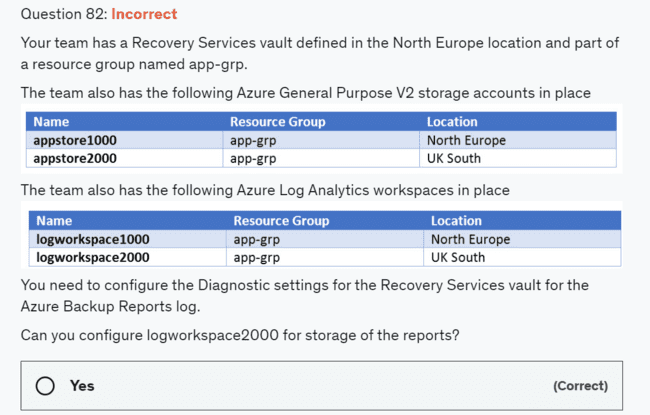 Question 82: Incorrect
Your team has a Recovery Services vault defined in the North Europe location and part of
a resource group named app-grp.
The team also has the following Azure General Purpose V2 storage accounts in place
Name Resource Group Location
appstore1000 app-grp North Europe
appstore2000 app-grp UK South
The team also has the following Azure Log Analytics workspaces in place
Name Resource Group Location
logworkspace1000 app-grp North Europe
logworkspace2000 app-grp UK South
You need to configure the Diagnostic settings for the Recovery Services vault for the
Azure Backup Reports log.
Can you configure logworkspace2000 for storage of the reports?
Yes (Correct)